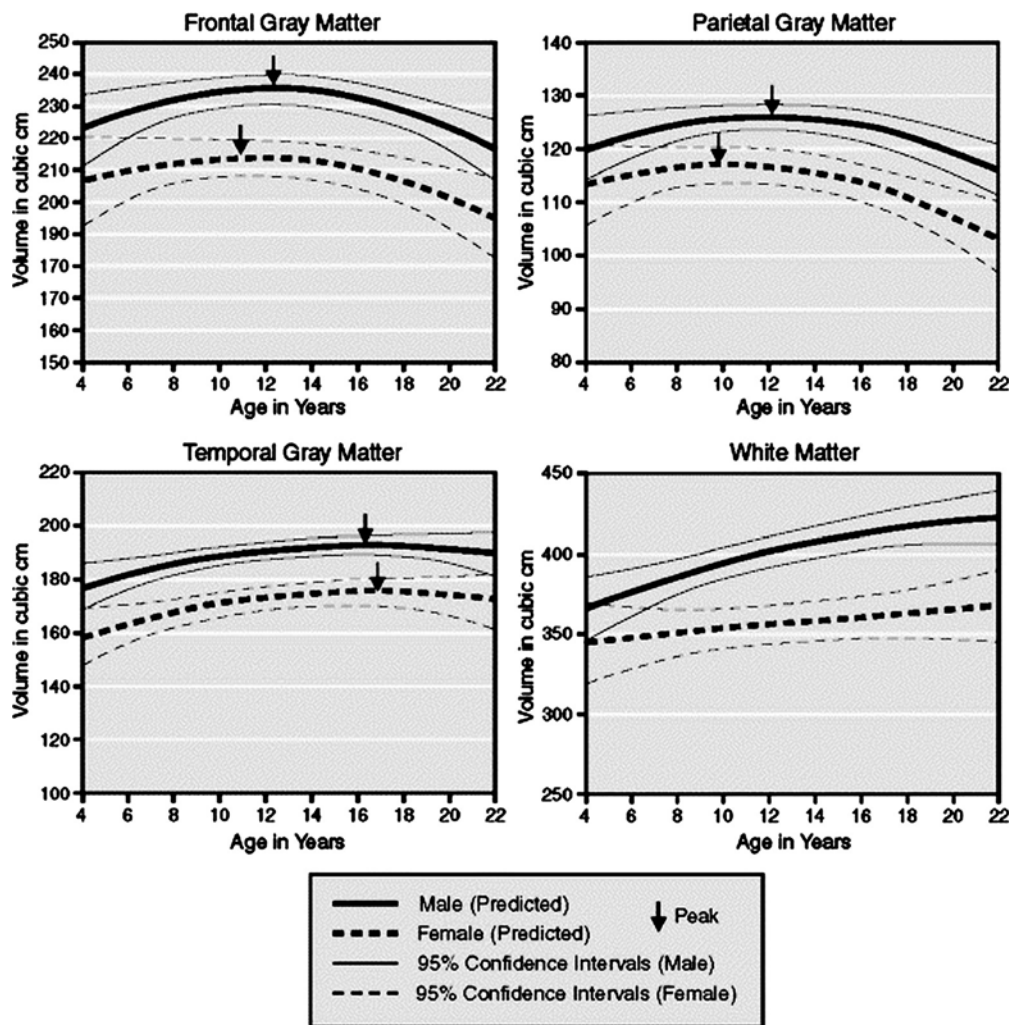 Frontal Gray Matter
Volume in cubic cm
250
240
230
220
210
200
190
180
170
160
150
4 6 8 10 12 14 16 18 20 22
Age in Years
Parietal Gray Matter
Volume in cubic cm
140
130
120
110
100
90
80
4 6 8 10 12 14 16 18 20 22
Age in Years
Temporal Gray Matter
Volume in cubic cm
220
200
180
160
140
120
100
4 6 8 10 12 14 16 18 20 22
Age in Years
White Matter
Volume in cubic cm
450
400
350
300
250
4 6 8 10 12 14 16 18 20 22
Age in Years
Male (Predicted)
Peak
Female (Predicted)
95% Confidence Intervals (Male)
95% Confidence Intervals (Female)